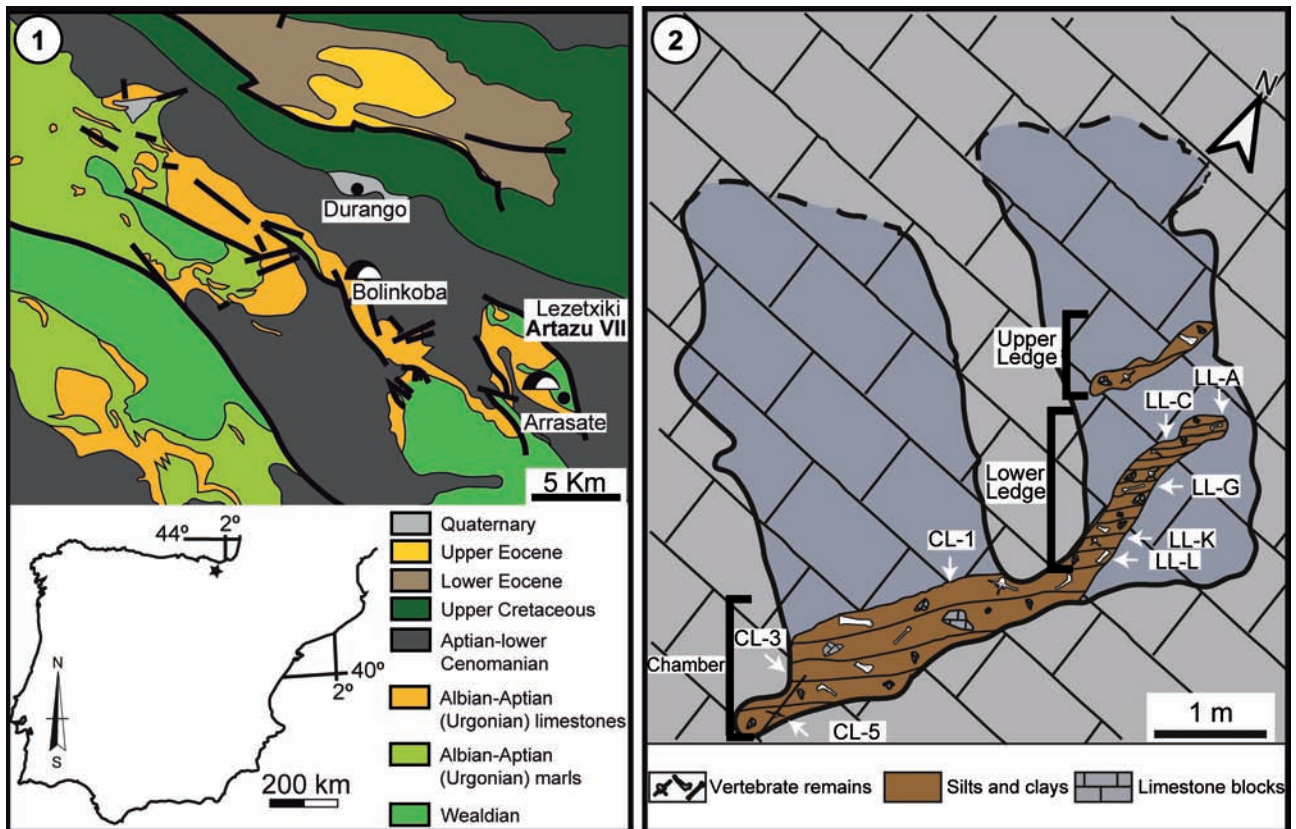 1
Durango
Bolinkoba
Lezetxiki
Artazu VII
Arrasate
5 Km
44º
2º
40º
2º
N
S
200 km
Quaternary
Upper Eocene
Lower Eocene
Upper Cretaceous
Aptian-lower
Cenomanian
Albian-Aptian
(Urgonian) limestones
Albian-Aptian
(Urgonian) marls
Wealdian
2
N
Upper
Ledge
LL-A
LL-C
Lower
Ledge
LL-G
LL-K
LL-L
CL-1
CL-3
Chamber
CL-5
1 m
Vertebrate remains
Silts and clays
Limestone blocks